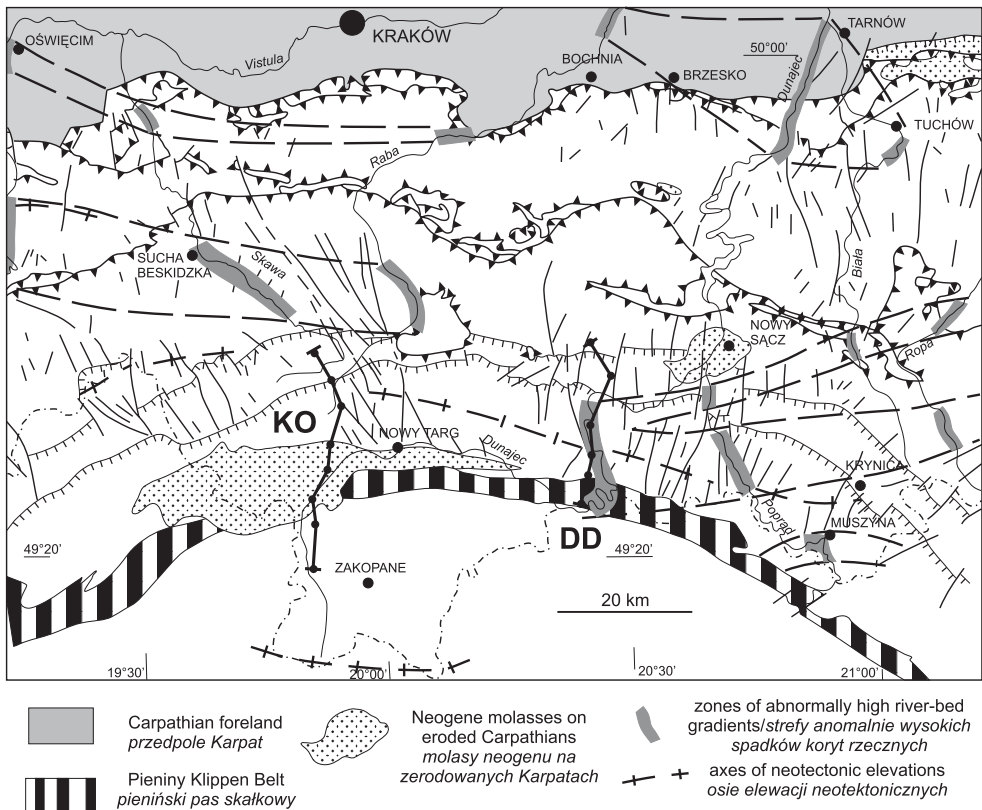 OŚWIĘCIM
KRAKÓW
Vistula
BOCHNIA
BRZESKO
50°00'
Dunajec
TARNÓW
TUCHÓW
Raba
Biała
SUCHA
BESKIDZKA
Skawa
NOWY
SĄCZ
Ropa
KO
NOWY TARG
Dunajec
KRYNICA
Poprad
MUSZYNA
DD
49°20'
49°20'
ZAKOPANE
20 km
19°30'
20°00'
20°30'
21°00'
Carpathian foreland
przedpole Karpat
Pieniny Klippen Belt
pieniński pas skałkowy
Neogene molasses on
eroded Carpathians
molasy neogenu na
zerodowanych Karpatach
zones of abnormally high river-bed
gradients/strefy anomalnie wysokich
spadków koryt rzecznych
axes of neotectonic elevations
osie elewacji neotektonicznych